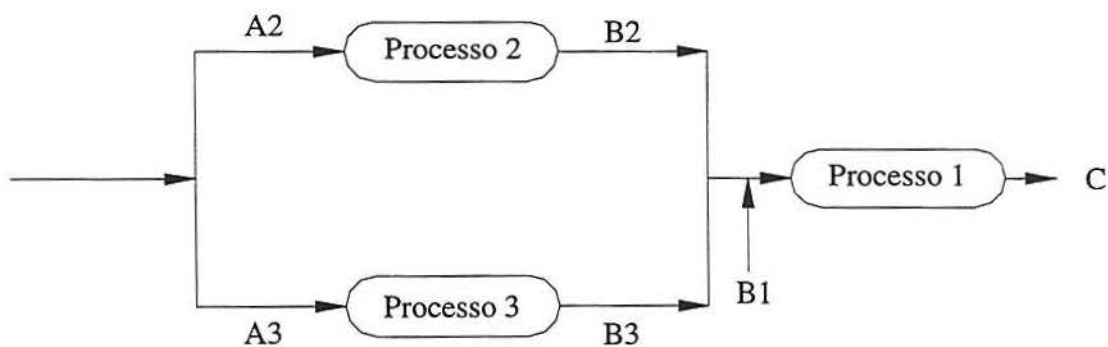 A2
Processo 2
B2
Processo 1
C
A3
Processo 3
B3
B1